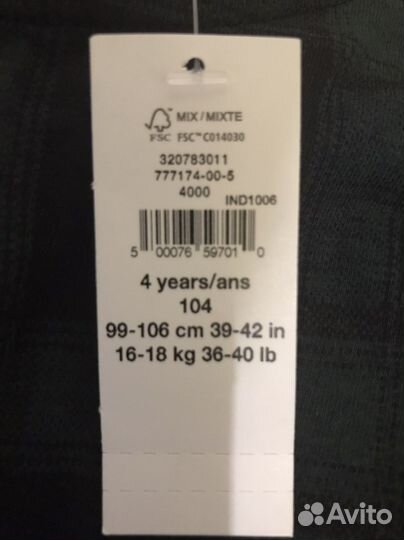 MIX / MIXTE
FSC FSC™ C014030
320783011
777174-00-5
4000
IND1006
5 00076 59701 0
4 years/ans
104
99-106 cm 39-42 in
16-18 kg 36-40 lb
Avito